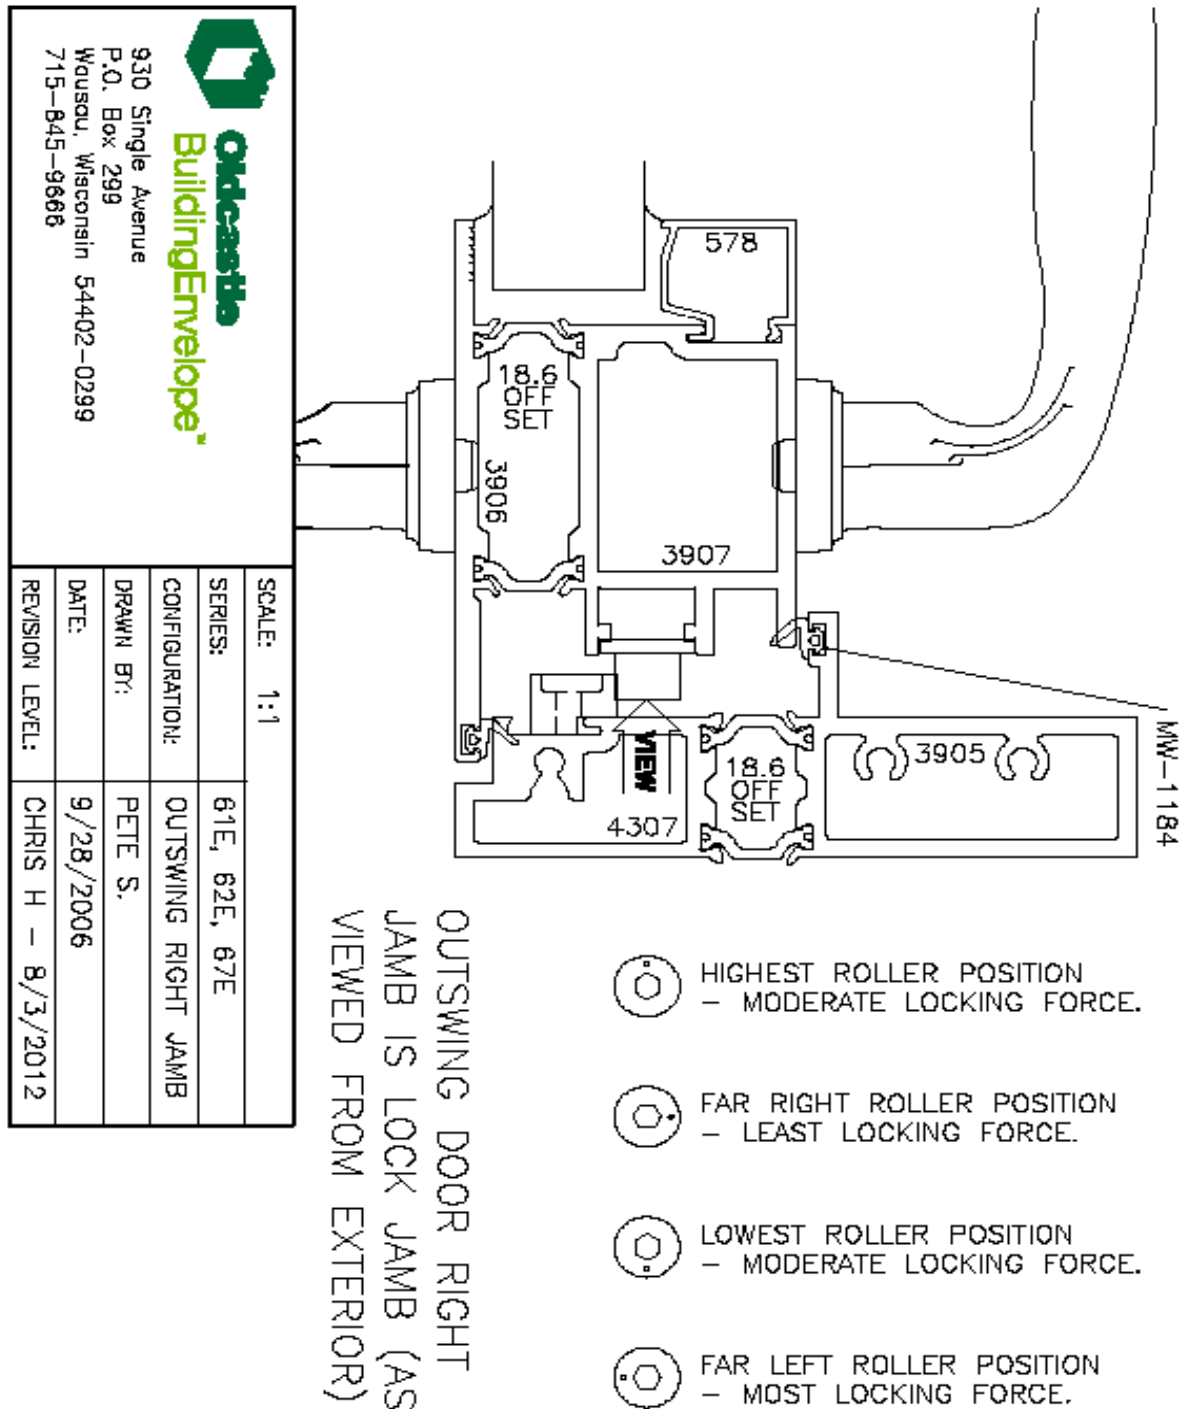 Oldcastle
BuildingEnvelope™
930 Single Avenue
P.O. Box 299
Wausau, Wisconsin 54402-0299
715-845-9666
SCALE: 1:1
SERIES: 61E, 62E, 67E
CONFIGURATION: OUTSWING RIGHT JAMB
DRAWN BY: PETE S.
DATE: 9/28/2006
REVISION LEVEL: CHRIS H - 8/3/2012
578
18.6
OFF
SET
3906
3907
MW-1184
VIEW
3905
18.6
OFF
SET
4307
OUTSWING DOOR RIGHT
JAMB IS LOCK JAMB (AS
VIEWED FROM EXTERIOR)
HIGHEST ROLLER POSITION
- MODERATE LOCKING FORCE.
FAR RIGHT ROLLER POSITION
- LEAST LOCKING FORCE.
LOWEST ROLLER POSITION
- MODERATE LOCKING FORCE.
FAR LEFT ROLLER POSITION
- MOST LOCKING FORCE.